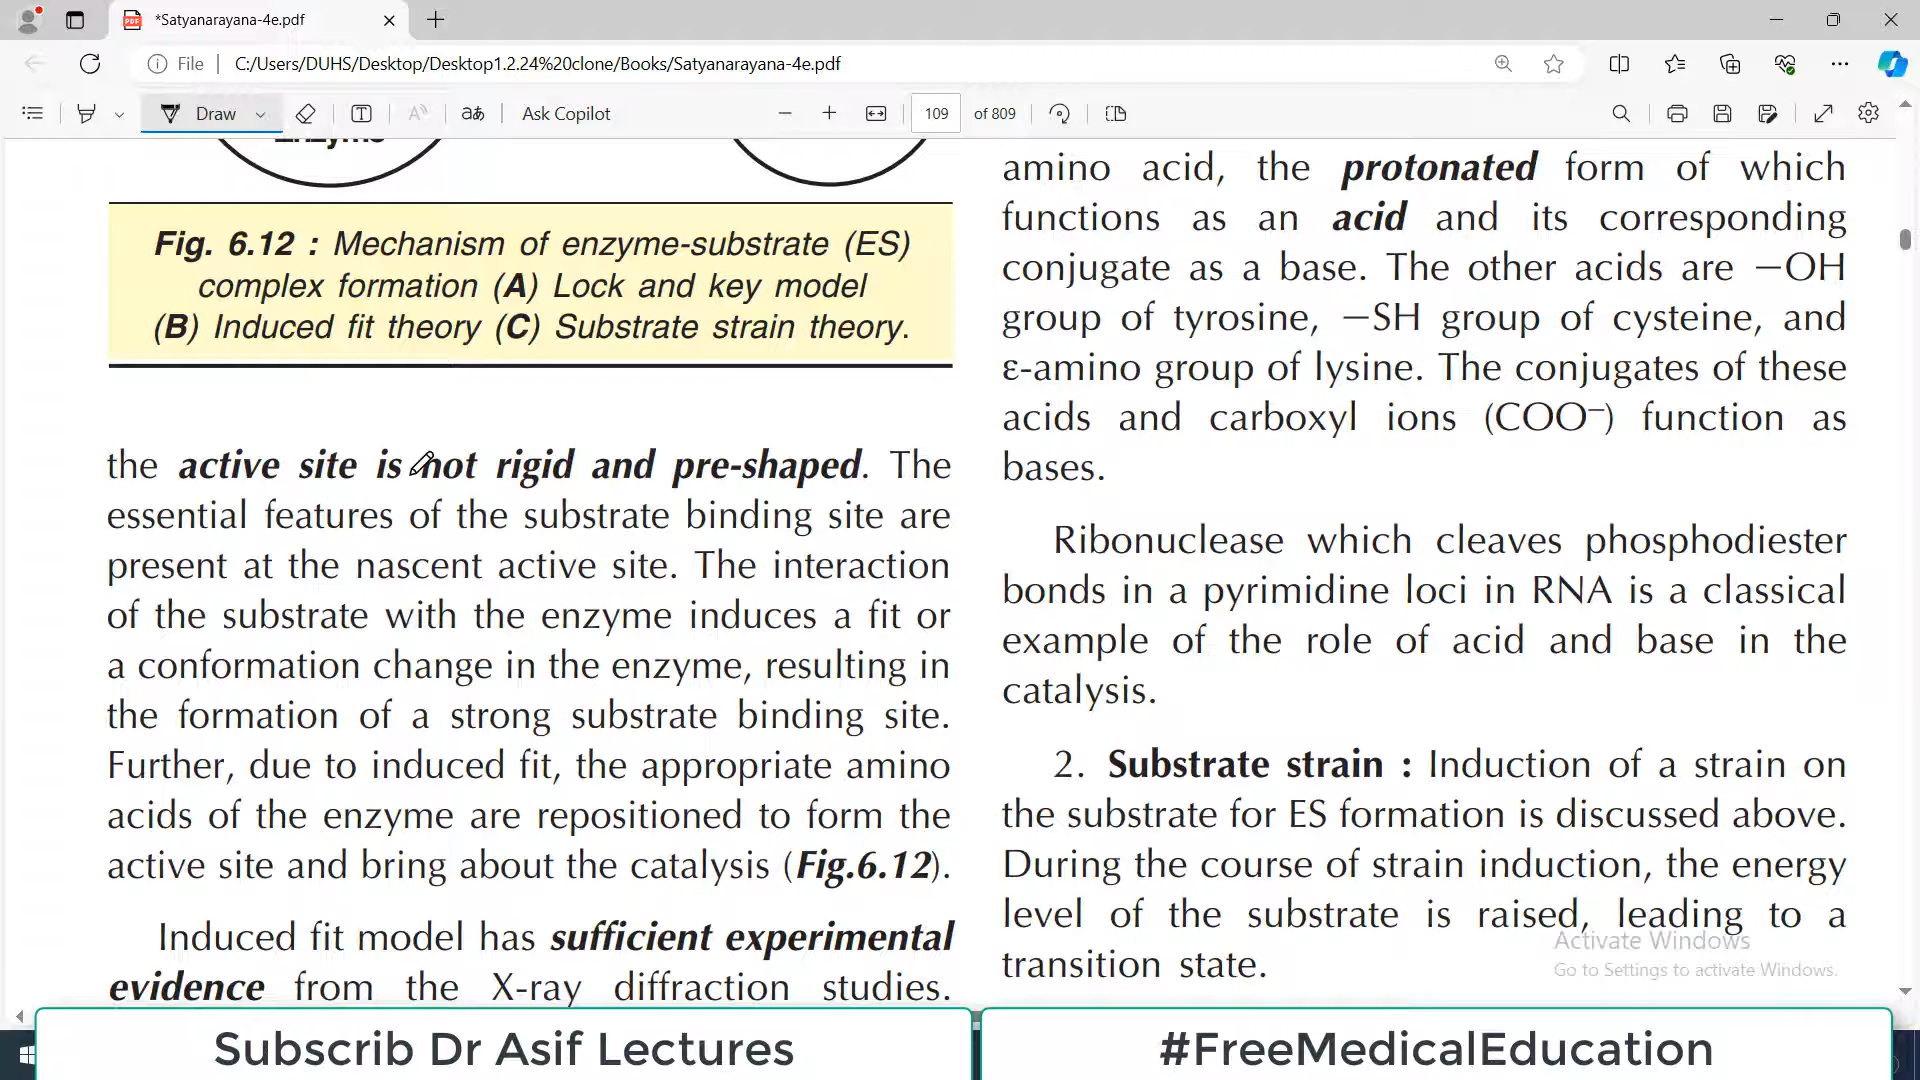 *Satyanarayana-4e.pdf
File
C:/Users/DUHS/Desktop/Desktop1.2.24%20clone/Books/Satyanarayana-4e.pdf
Draw
Ask Copilot
109 of 809
Enzyme
Fig. 6.12 : Mechanism of enzyme-substrate (ES)
complex formation (A) Lock and key model
(B) Induced fit theory (C) Substrate strain theory.
the active site is not rigid and pre-shaped. The
essential features of the substrate binding site are
present at the nascent active site. The interaction
of the substrate with the enzyme induces a fit or
a conformation change in the enzyme, resulting in
the formation of a strong substrate binding site.
Further, due to induced fit, the appropriate amino
acids of the enzyme are repositioned to form the
active site and bring about the catalysis (Fig.6.12).
Induced fit model has sufficient experimental
evidence from the X-ray diffraction studies.
amino acid, the protonated form of which
functions as an acid and its corresponding
conjugate as a base. The other acids are —OH
group of tyrosine, —SH group of cysteine, and
ε-amino group of lysine. The conjugates of these
acids and carboxyl ions (COO⁻) function as
bases.
Ribonuclease which cleaves phosphodiester
bonds in a pyrimidine loci in RNA is a classical
example of the role of acid and base in the
catalysis.
2. Substrate strain : Induction of a strain on
the substrate for ES formation is discussed above.
During the course of strain induction, the energy
level of the substrate is raised, leading to a
transition state.
Activate Windows
Go to Settings to activate Windows.
Subscrib Dr Asif Lectures
#FreeMedicalEducation